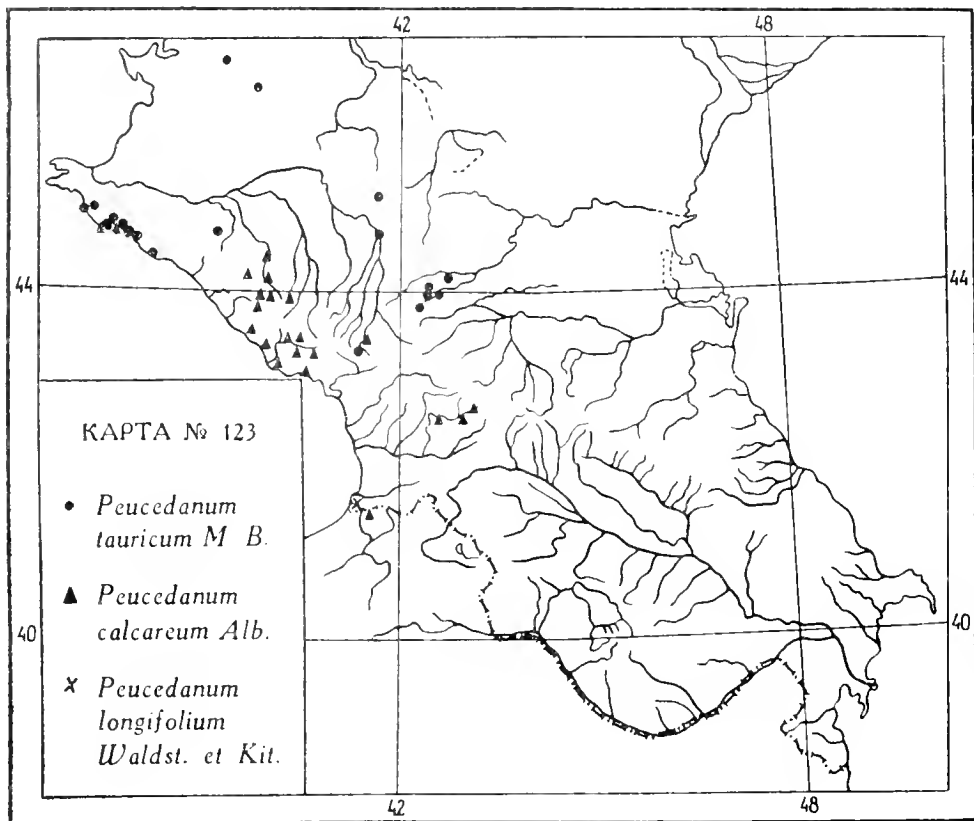 42
48
44
44
КАРТА № 123
Peucedanum
tauricum M B.
Peucedanum
calcareum Alb.
Peucedanum
longifolium
Waldst. et Kit.
40
40
42
48